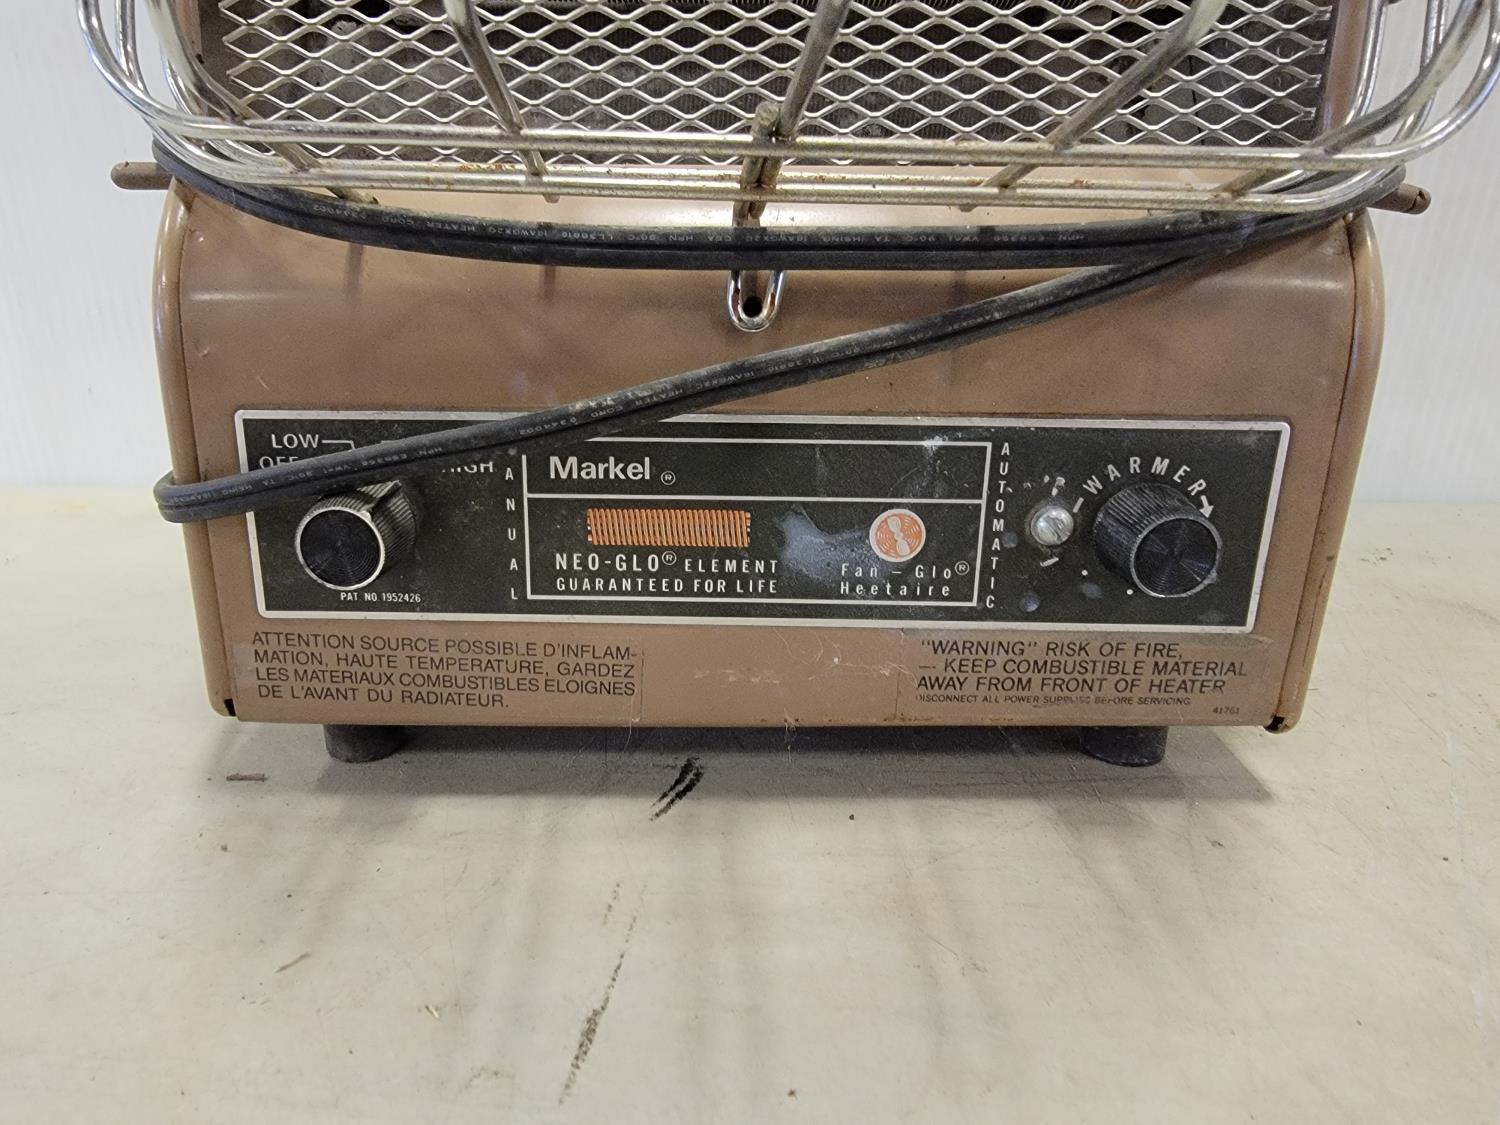 LOW
HIGH
ANUAL
Markel ®
NEO-GLO® ELEMENT
GUARANTEED FOR LIFE
Fan - Glo®
Heetaire
AUTOMATIC
WARMER
PAT. NO. 1952426
ATTENTION SOURCE POSSIBLE D'INFLAM-
MATION, HAUTE TEMPERATURE, GARDEZ
LES MATERIAUX COMBUSTIBLES ELOIGNES
DE L'AVANT DU RADIATEUR.
"WARNING" RISK OF FIRE,
— KEEP COMBUSTIBLE MATERIAL
AWAY FROM FRONT OF HEATER
DISCONNECT ALL POWER SUPPLIES BEFORE SERVICING
41761